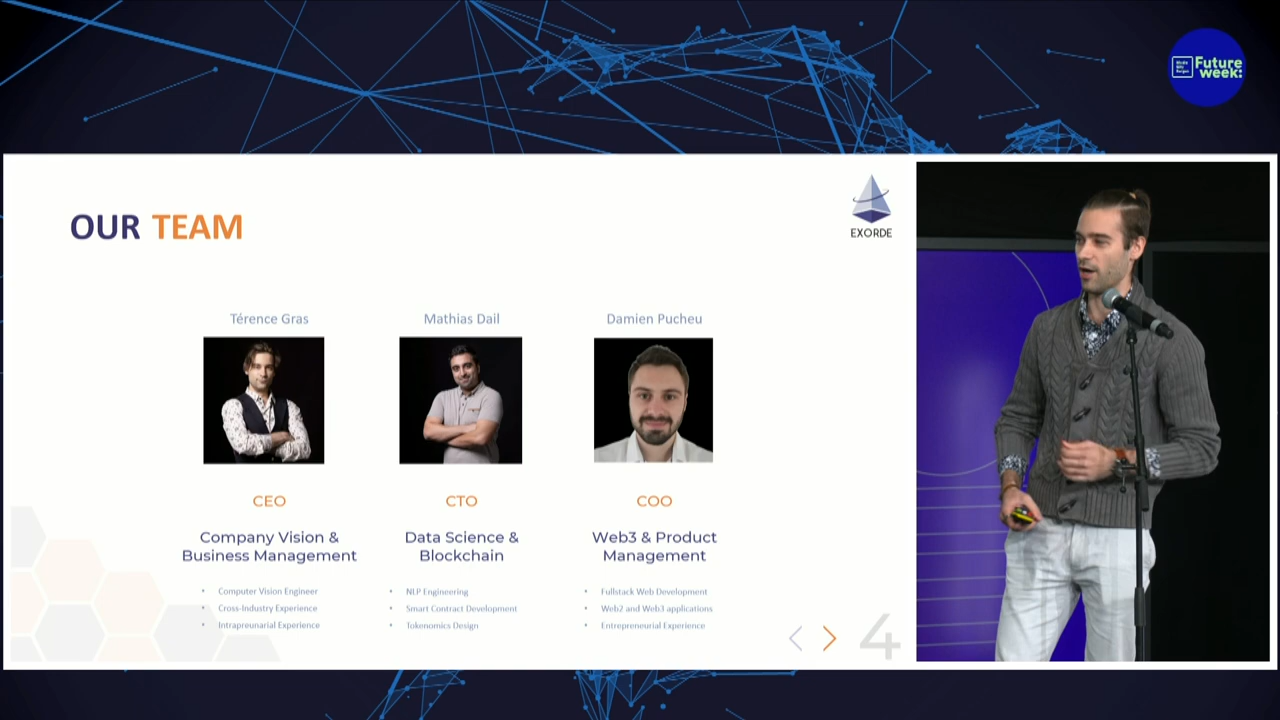 Future
week:
OUR TEAM
EXORDE
Térence Gras
Mathias Dail
Damien Pucheu
CEO
CTO
COO
Company Vision &
Business Management
Data Science &
Blockchain
Web3 & Product
Management
• Computer Vision Engineer
• Cross-Industry Experience
• Intrapreunarial Experience
• NLP Engineering
• Smart Contract Development
• Tokenomics Design
• Fullstack Web Development
• Web2 and Web3 applications
• Entrepreneurial Experience
4